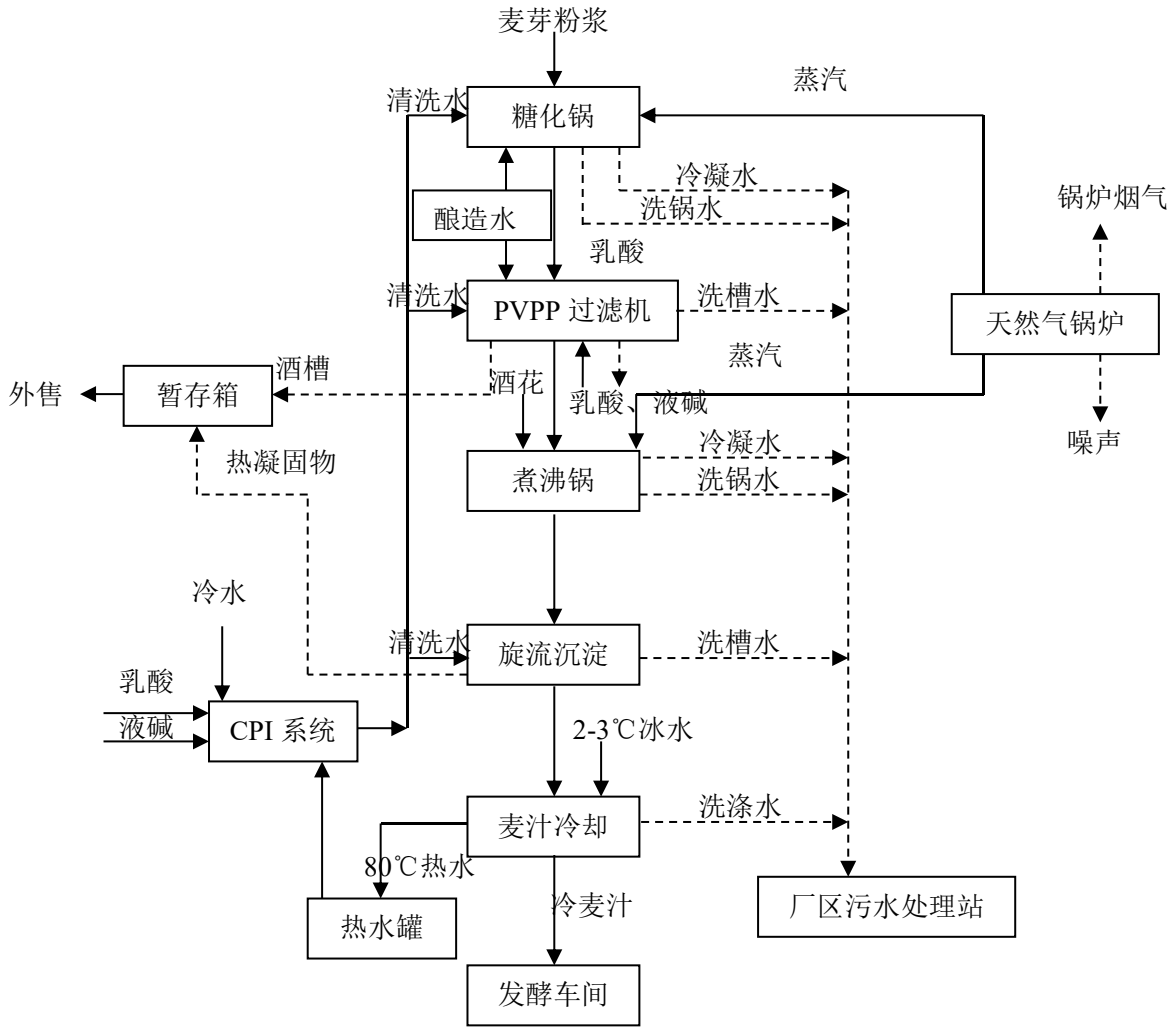 麦芽粉浆
蒸汽
清洗水
糖化锅
冷凝水
洗锅水
酿造水
锅炉烟气
乳酸
清洗水
PVPP 过滤机
洗槽水
天然气锅炉
蒸汽
酒槽
酒花
乳酸、液碱
外售
暂存箱
噪声
冷凝水
热凝固物
煮沸锅
洗锅水
冷水
清洗水
旋流沉淀
洗槽水
乳酸
液碱
CPI 系统
2-3℃冰水
麦汁冷却
洗涤水
80℃热水
冷麦汁
厂区污水处理站
热水罐
发酵车间